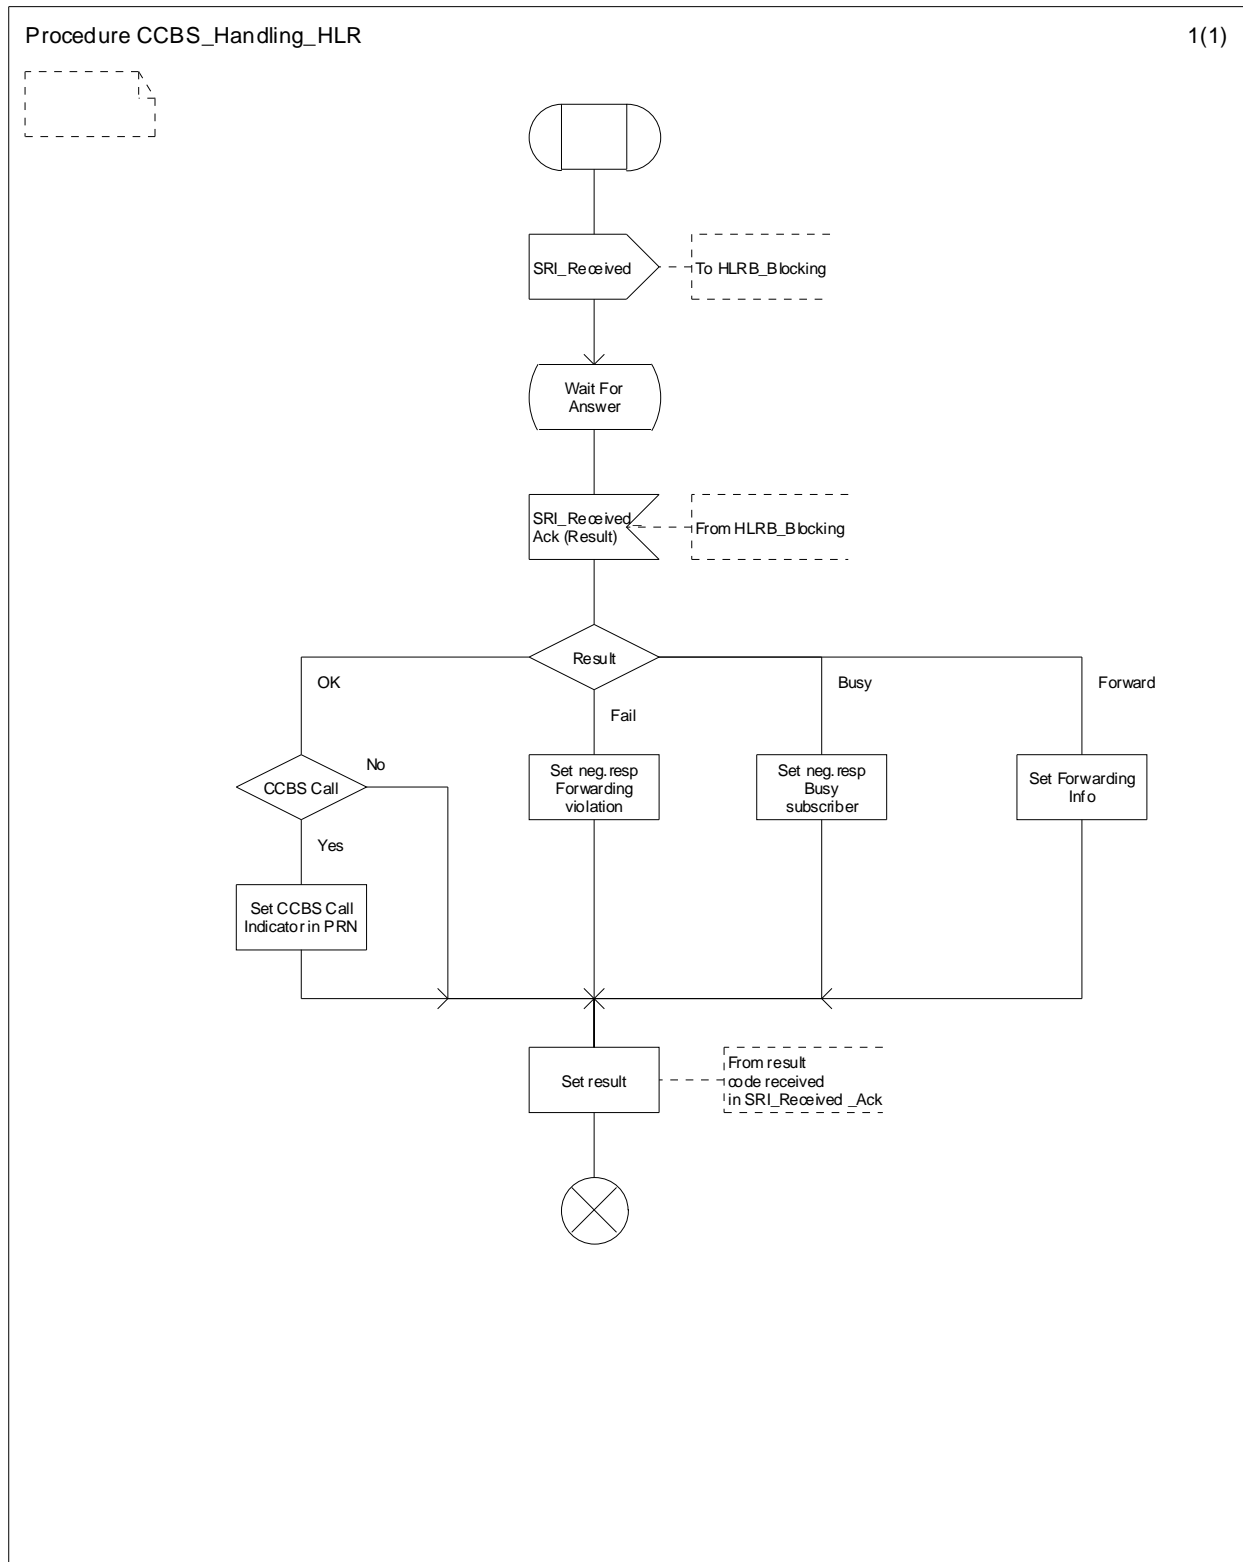 Procedure CCBS_Handling_HLR
1(1)
SRI_Received
To HLRB_Blocking
Wait For
Answer
SRI_Received_
Ack (Result)
From HLRB_Blocking
Result
OK
Busy
Forward
Fail
CCBS Call
No
Set neg.resp
Forwarding
violation
Set neg.resp
Busy
subscriber
Set Forwarding
Info
Yes
Set CCBS Call
Indicator in PRN
Set result
From result
code received
in SRI_Received _Ack